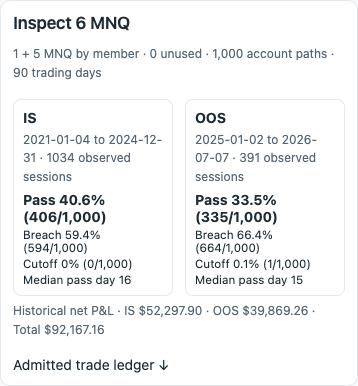 Inspect 6 MNQ
1 + 5 MNQ by member · 0 unused · 1,000 account paths ·
90 trading days
IS
2021-01-04 to 2024-12-
31 · 1034 observed
sessions
Pass 40.6%
(406/1,000)
Breach 59.4%
(594/1,000)
Cutoff 0% (0/1,000)
Median pass day 16
OOS
2025-01-02 to 2026-
07-07 · 391 observed
sessions
Pass 33.5%
(335/1,000)
Breach 66.4%
(664/1,000)
Cutoff 0.1% (1/1,000)
Median pass day 15
Historical net P&L · IS $52,297.90 · OOS $39,869.26 ·
Total $92,167.16
Admitted trade ledger ↓